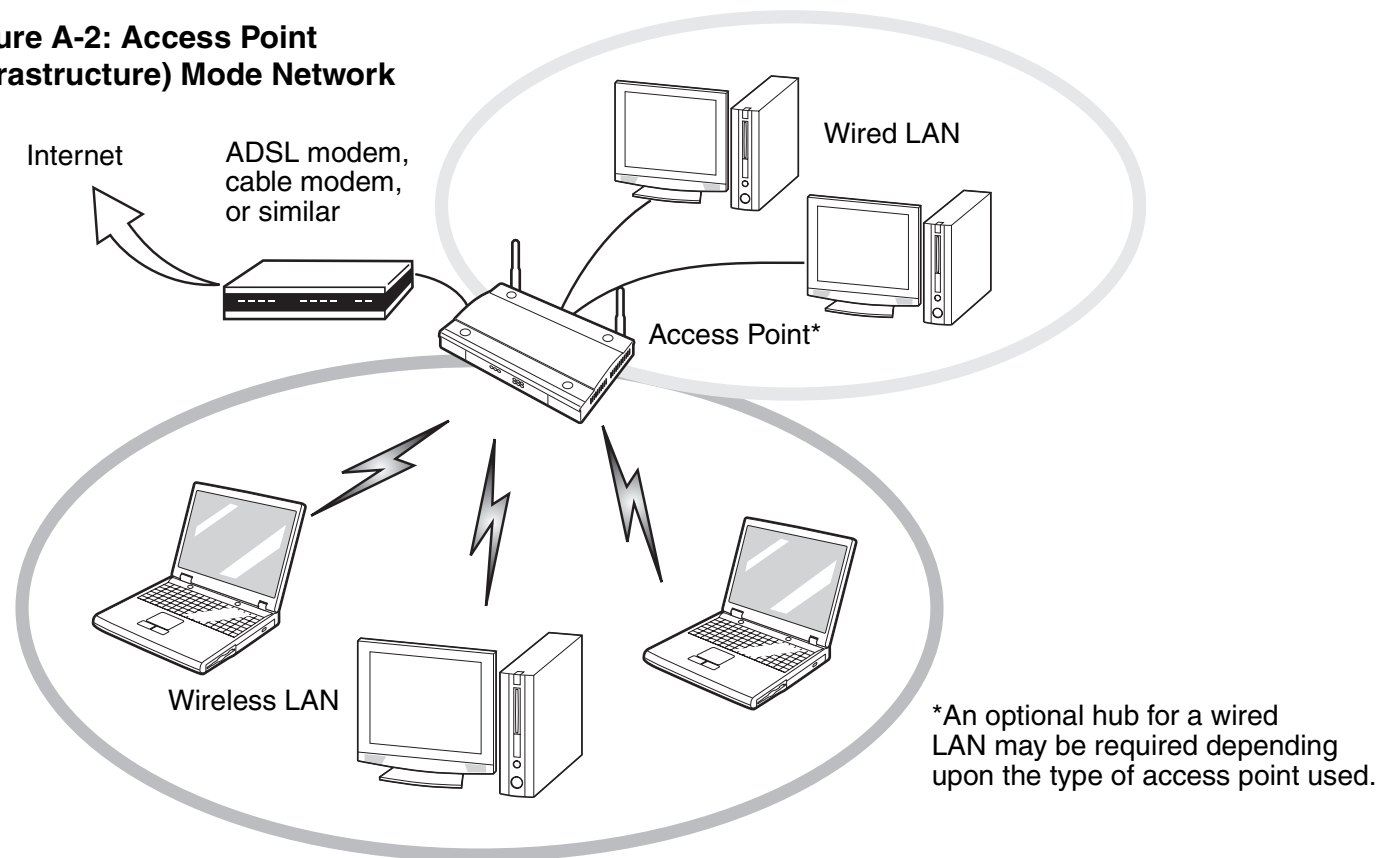 ure A-2: Access Point
rastructure) Mode Network
Internet
ADSL modem,
cable modem,
or similar
Wired LAN
Access Point*
Wireless LAN
*An optional hub for a wired
LAN may be required depending
upon the type of access point used.